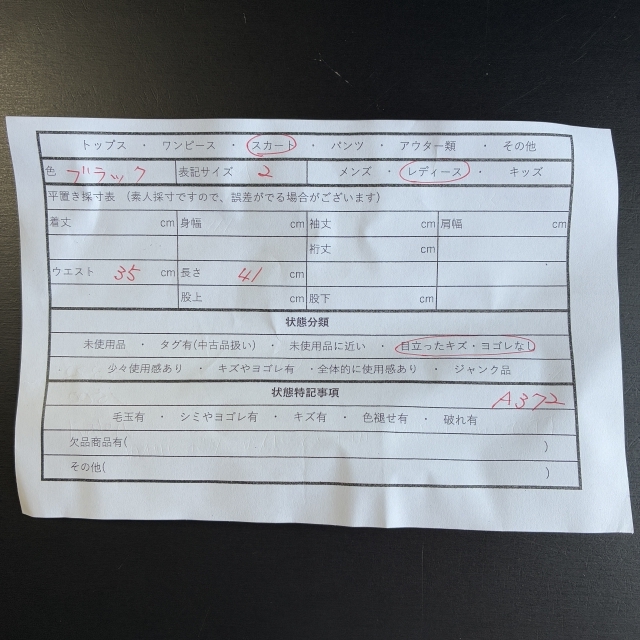 トップス ・ ワンピース ・ スカート ・ パンツ ・ アウター類 ・ その他
色 ブラック 表記サイズ 2 メンズ ・ レディース ・ キッズ
平置き採寸表 （素人採寸ですので、誤差がでる場合がございます）
着丈 cm 身幅 cm 袖丈 cm 肩幅 cm
裄丈 cm
ウエスト 35 cm 長さ 41 cm
股上 cm 股下 cm
状態分類
未使用品 ・ タグ有(中古品扱い) ・ 未使用品に近い ・ 目立ったキズ・ヨゴレなし
少々使用感あり ・ キズやヨゴレ有 ・全体的に使用感あり ・ ジャンク品
状態特記事項 A372
毛玉有 ・ シミやヨゴレ有 ・ キズ有 ・ 色褪せ有 ・ 破れ有
欠品商品有( )
その他( )